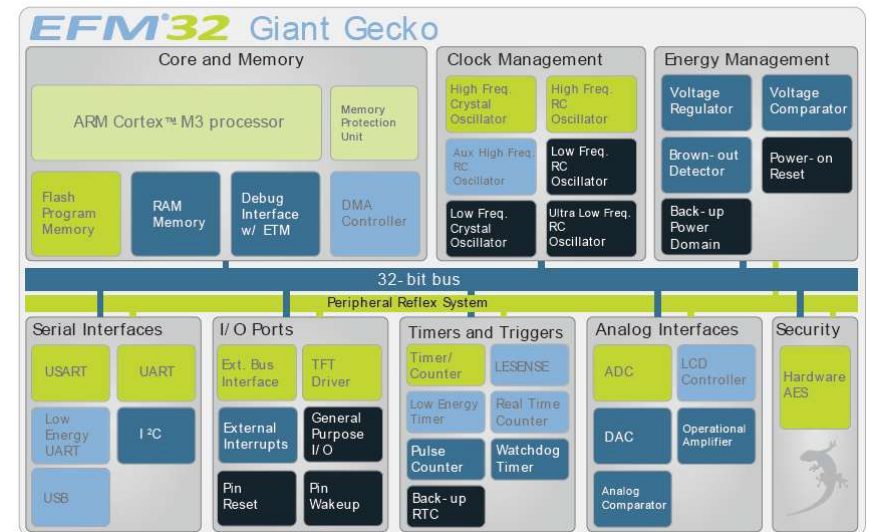 EFM®32 Giant Gecko
Core and Memory
ARM Cortex™ M3 processor
Memory
Protection
Unit
Flash
Program
Memory
RAM
Memory
Debug
Interface
w/ ETM
DMA
Controller
Clock Management
High Freq.
Crystal
Oscillator
High Freq.
RC
Oscillator
Aux High Freq.
RC
Oscillator
Low Freq.
RC
Oscillator
Low Freq.
Crystal
Oscillator
Ultra Low Freq.
RC
Oscillator
Energy Management
Voltage
Regulator
Voltage
Comparator
Brown-out
Detector
Power-on
Reset
Back-up
Power
Domain
32-bit bus
Peripheral Reflex System
Serial Interfaces
USART
UART
Low
Energy
UART
I²C
USB
I/O Ports
Ext. Bus
Interface
TFT
Driver
External
Interrupts
General
Purpose
I/O
Pin
Reset
Pin
Wakeup
Timers and Triggers
Timer/
Counter
LESENSE
Low Energy
Timer
Real Time
Counter
Pulse
Counter
Watchdog
Timer
Back-up
RTC
Analog Interfaces
ADC
LCD
Controller
DAC
Operational
Amplifier
Analog
Comparator
Security
Hardware
AES